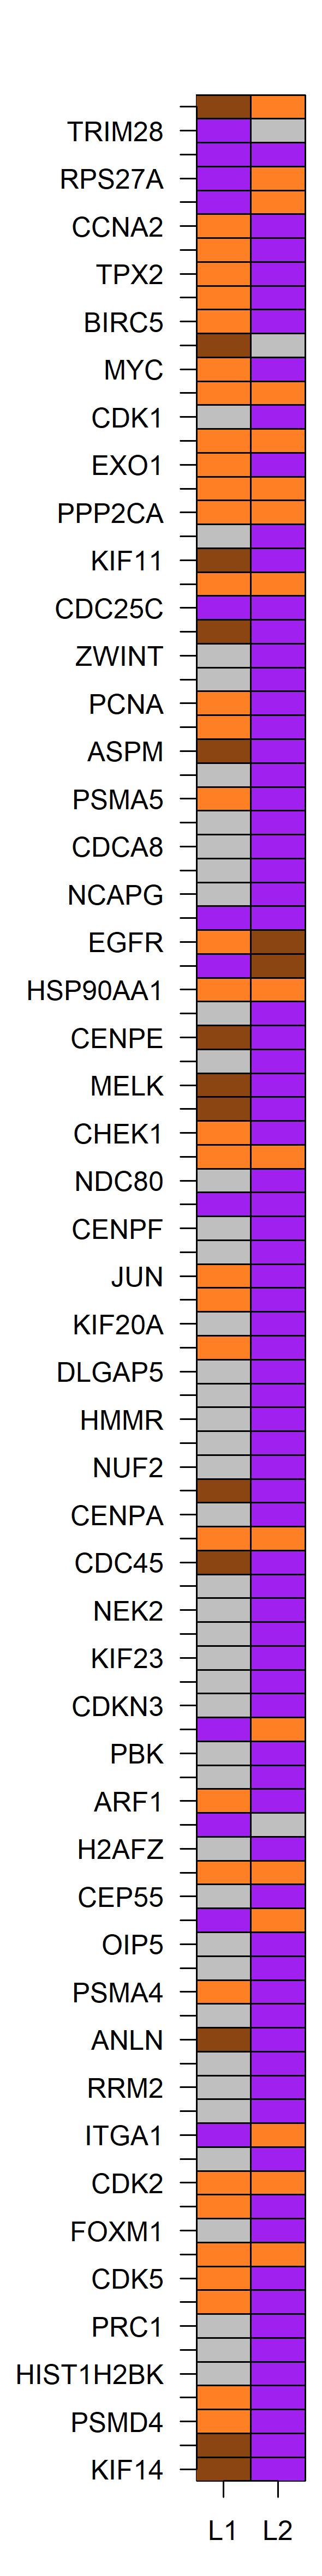 TRIM28
RPS27A
CCNA2
TPX2
BIRC5
MYC
CDK1
EXO1
PPP2CA
KIF11
CDC25C
ZWINT
PCNA
ASPM
PSMA5
CDCA8
NCAPG
EGFR
HSP90AA1
CENPE
MELK
CHEK1
NDC80
CENPF
JUN
KIF20A
DLGAP5
HMMR
NUF2
CENPA
CDC45
NEK2
KIF23
CDKN3
PBK
ARF1
H2AFZ
CEP55
OIP5
PSMA4
ANLN
RRM2
ITGA1
CDK2
FOXM1
CDK5
PRC1
HIST1H2BK
PSMD4
KIF14
L1 L2